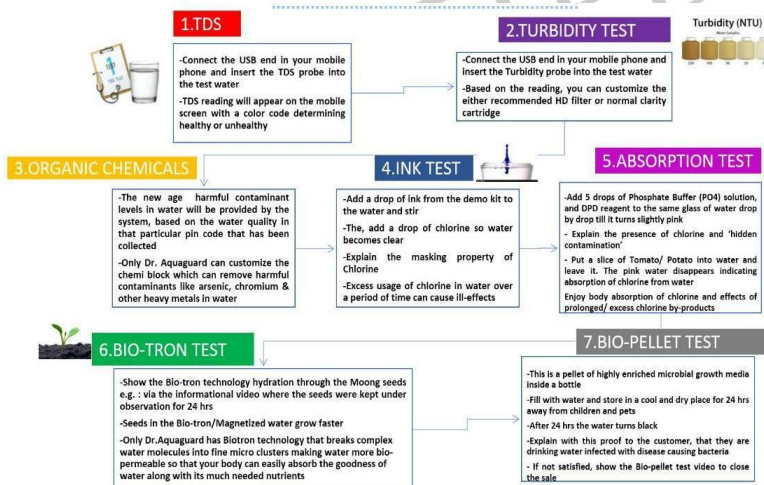 1.TDS
-Connect the USB end in your mobile
phone and insert the TDS probe into
the test water
-TDS reading will appear on the mobile
screen with a color code determining
healthy or unhealthy
2.TURBIDITY TEST
-Connect the USB end in your mobile phone and
insert the Turbidity probe into the test water
-Based on the reading, you can customize the
either recommended HD filter or normal clarity
cartridge
Turbidity (NTU)
3.ORGANIC CHEMICALS
-The new age harmful contaminant
levels in water will be provided by the
system, based on the water quality in
that particular pin code that has been
collected
-Only Dr. Aquaguard can customize the
chemi block which can remove harmful
contaminants like arsenic, chromium &
other heavy metals in water
4.INK TEST
-Add a drop of ink from the demo kit to
the water and stir
-The, add a drop of chlorine so water
becomes clear
-Explain the masking property of
Chlorine
-Excess usage of chlorine in water over
a period of time can cause ill-effects
5.ABSORPTION TEST
-Add 5 drops of Phosphate Buffer (PO4) solution,
and DPD reagent to the same glass of water drop
by drop till it turns slightly pink
- Explain the presence of chlorine and 'hidden
contamination'
- Put a slice of Tomato/ Potato into water and
leave it. The pink water disappears indicating
absorption of chlorine from water
Enjoy body absorption of chlorine and effects of
prolonged/ excess chlorine by-products
6.BIO-TRON TEST
-Show the Bio-tron technology hydration through the Moong seeds
e.g. : via the informational video where the seeds were kept under
observation for 24 hrs
-Seeds in the Bio-tron/Magnetized water grow faster
-Only Dr.Aquaguard has Biotron technology that breaks complex
water molecules into fine micro clusters making water more bio-
permeable so that your body can easily absorb the goodness of
water along with its much needed nutrients
7.BIO-PELLET TEST
-This is a pellet of highly enriched microbial growth media
inside a bottle
-Fill with water and store in a cool and dry place for 24 hrs
away from children and pets
-After 24 hrs the water turns black
-Explain with this proof to the customer, that they are
drinking water infected with disease causing bacteria
- If not satisfied, show the Bio-pellet test video to close
the sale